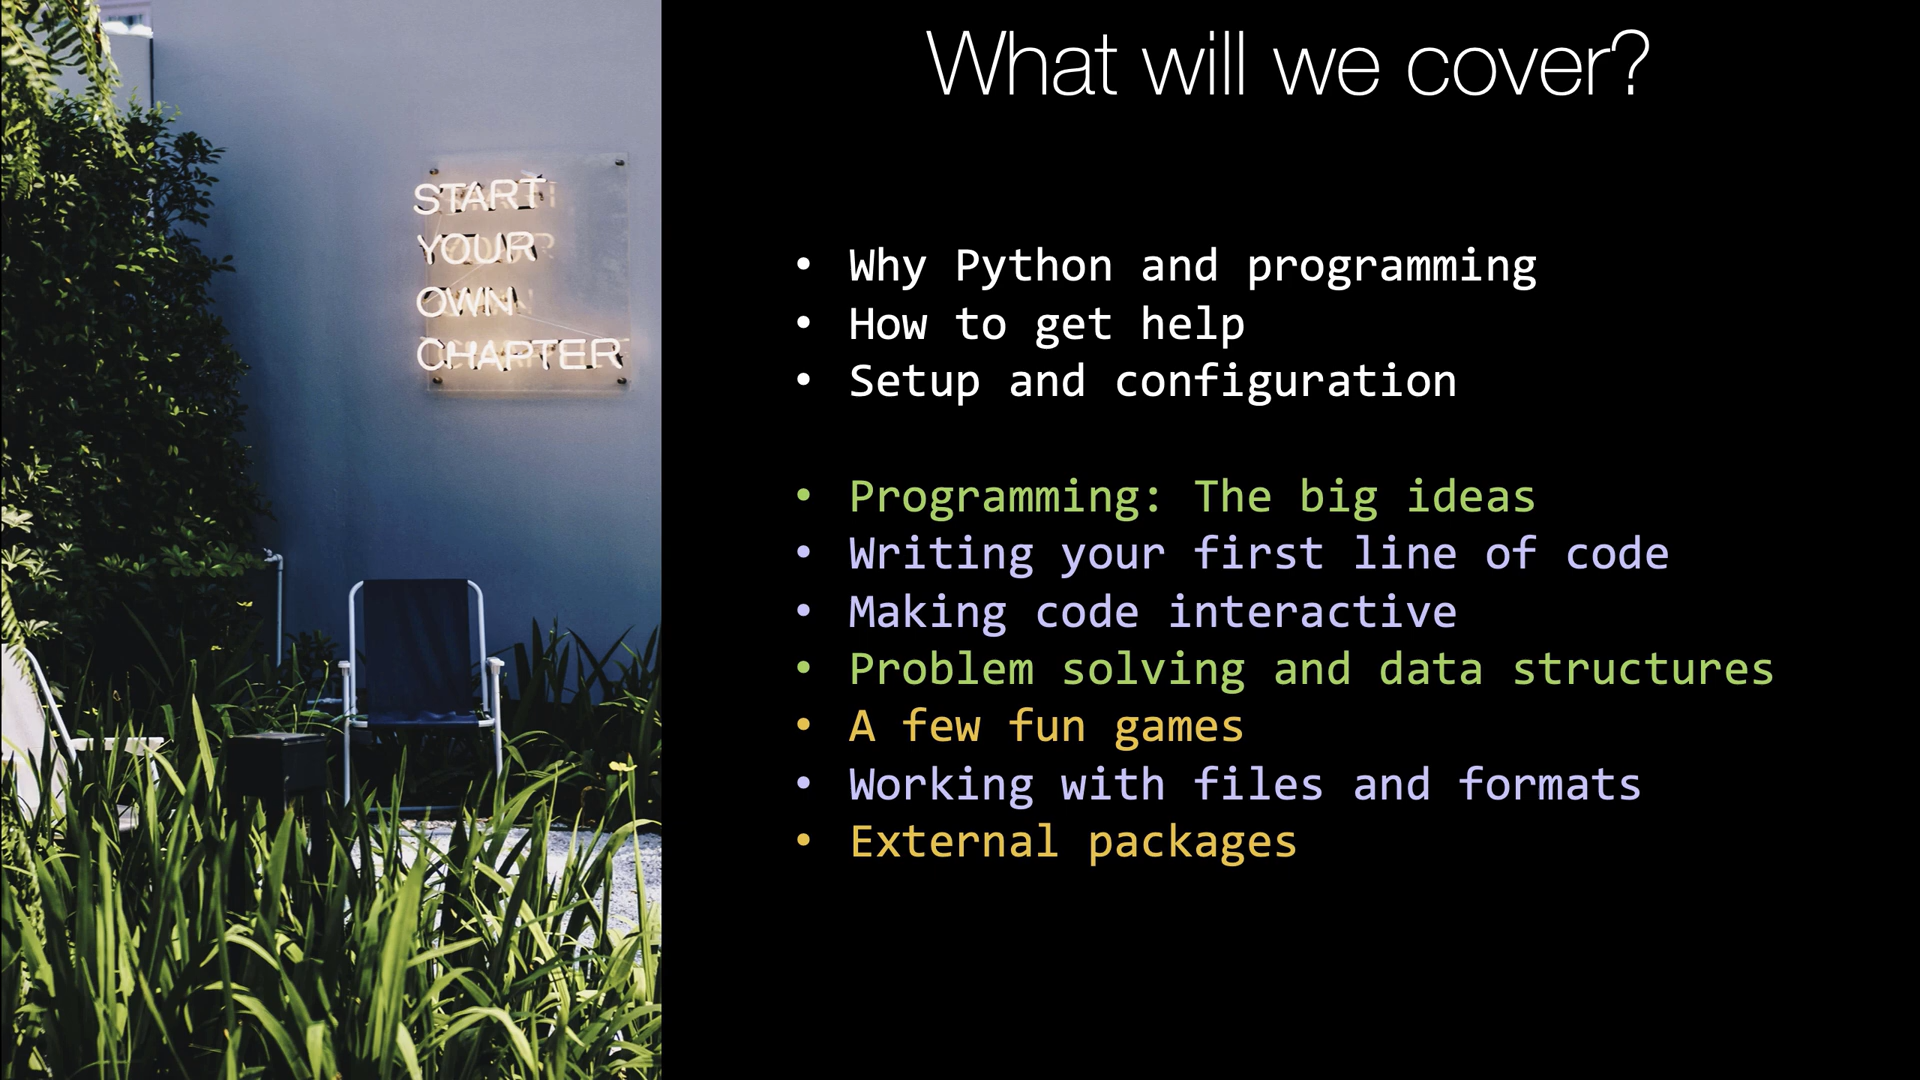 START
YOUR
OWN
CHAPTER
What will we cover?
• Why Python and programming
• How to get help
• Setup and configuration
• Programming: The big ideas
• Writing your first line of code
• Making code interactive
• Problem solving and data structures
• A few fun games
• Working with files and formats
• External packages